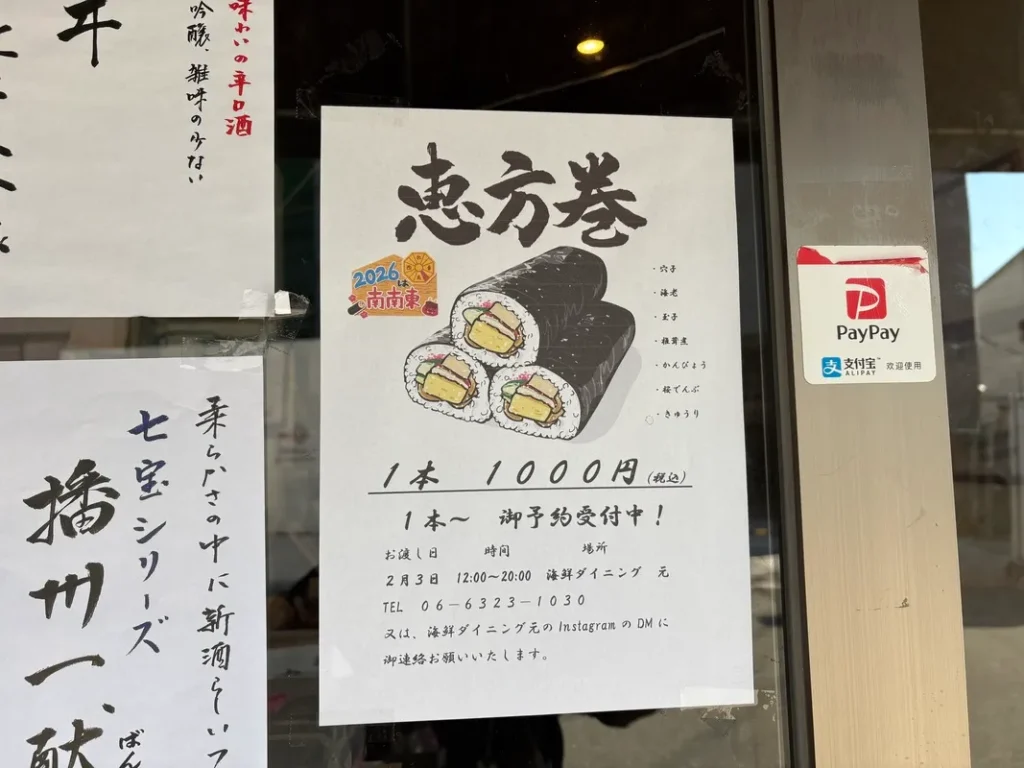 味わいの辛口酒
吟醸、雑味の少ない
恵方巻
2026
は
南南東
・穴子
・海老
・玉子
・椎茸煮
・かんぴょう
・桜でんぶ
・きゅうり
1本 1000円(税込)
1本～ 御予約受付中！
お渡し日 時間 場所
2月3日 12:00～20:00 海鮮ダイニング 元
TEL 06－6323－1030
又は、海鮮ダイニング元のInstagramのDMに
御連絡お願いいたします。
柔らかさの中に新酒らしいフ
七宝シリーズ
播州一献
ばん
PayPay
支付宝™
ALIPAY
欢迎使用